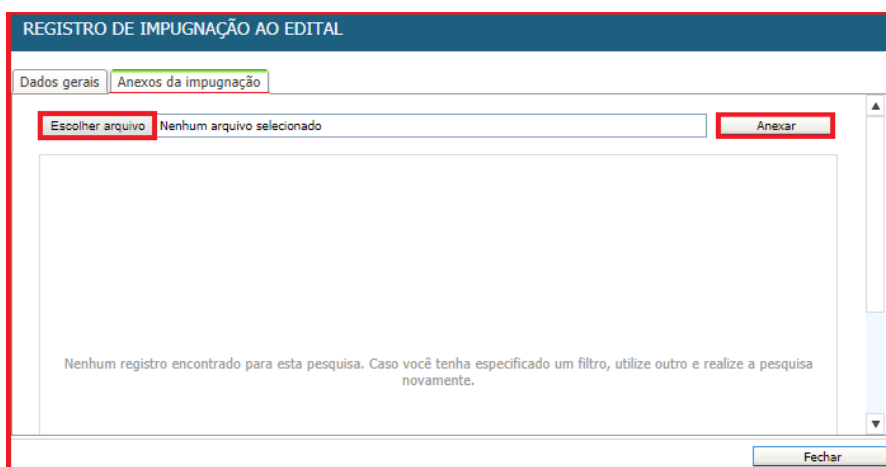 REGISTRO DE IMPUGNAÇÃO AO EDITAL
Dados gerais Anexos da impugnação
Escolher arquivo Nenhum arquivo selecionado Anexar
Nenhum registro encontrado para esta pesquisa. Caso você tenha especificado um filtro, utilize outro e realize a pesquisa
novamente.
Fechar